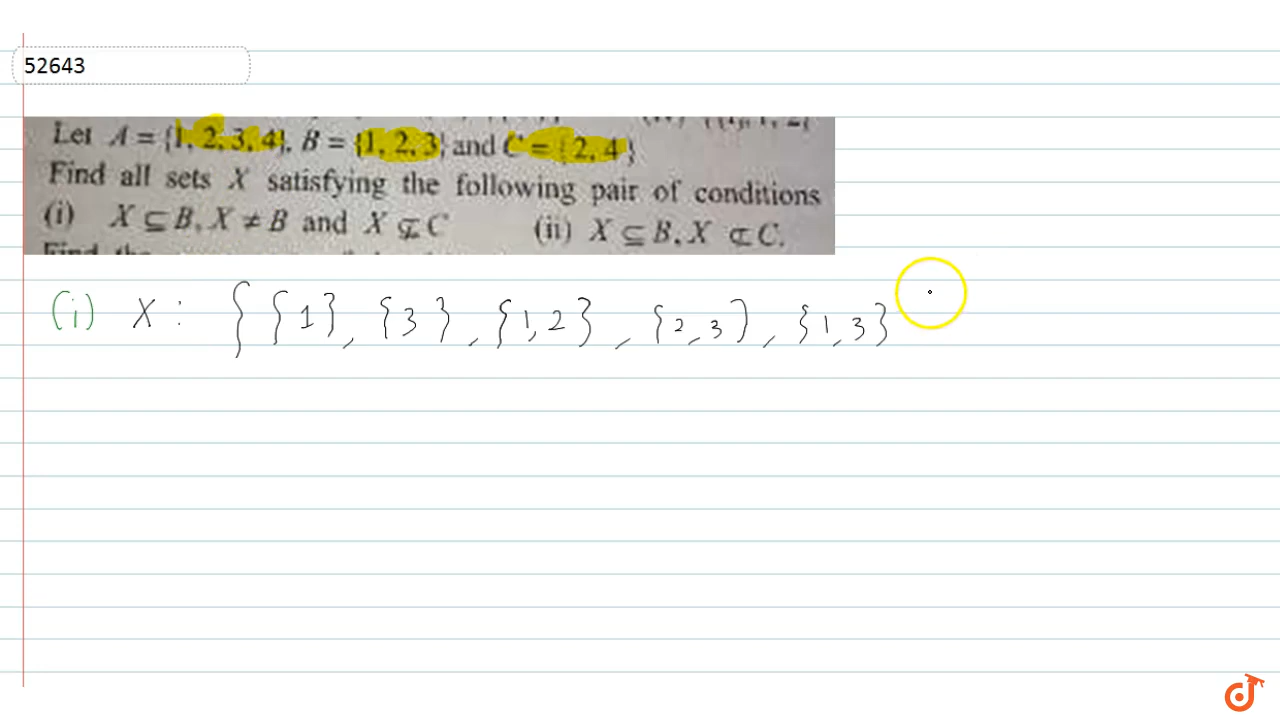 52643
Let A = {1, 2, 3, 4}, B = {1, 2, 3} and C = {2, 4}
Find all sets X satisfying the following pair of conditions
(i) X ⊆ B, X ≠ B and X ⊈ C (ii) X ⊆ B, X ⊄ C.
(i) X : { {1}, {3}, {1, 2}, {2, 3}, {1, 3}